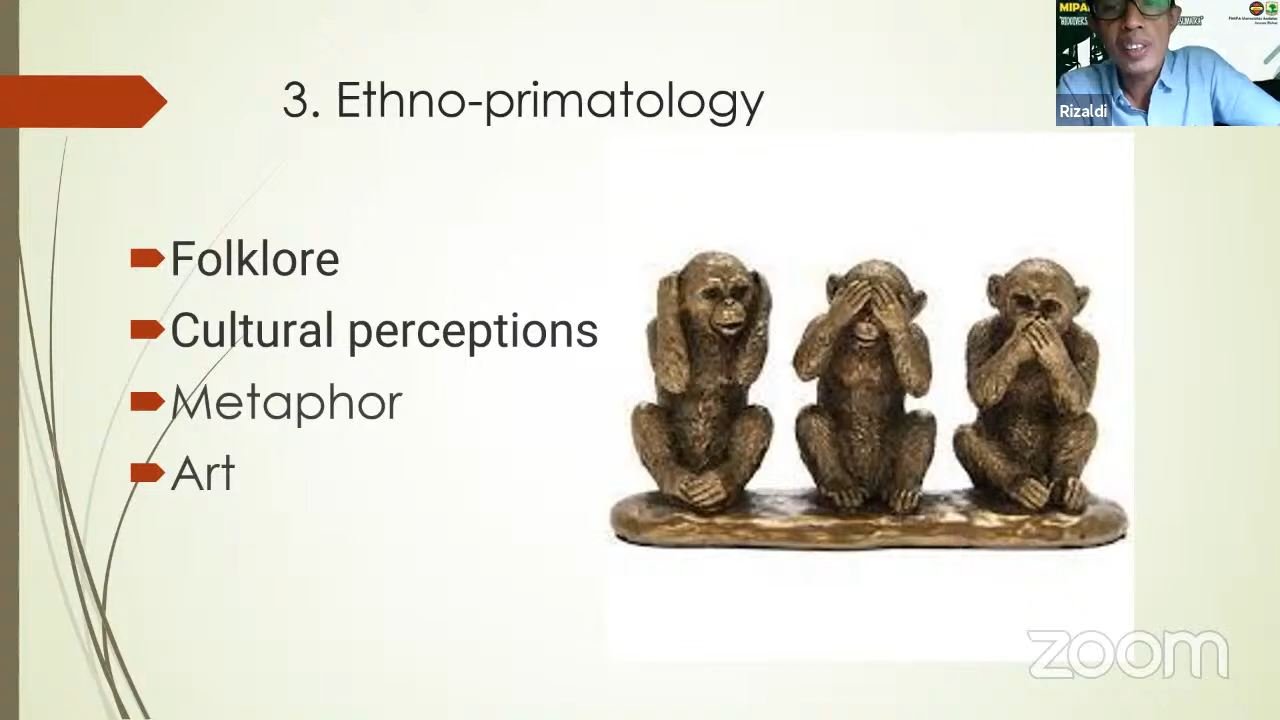 3. Ethno-primatology
Folklore
Cultural perceptions
Metaphor
Art
Rizaldi
zoom